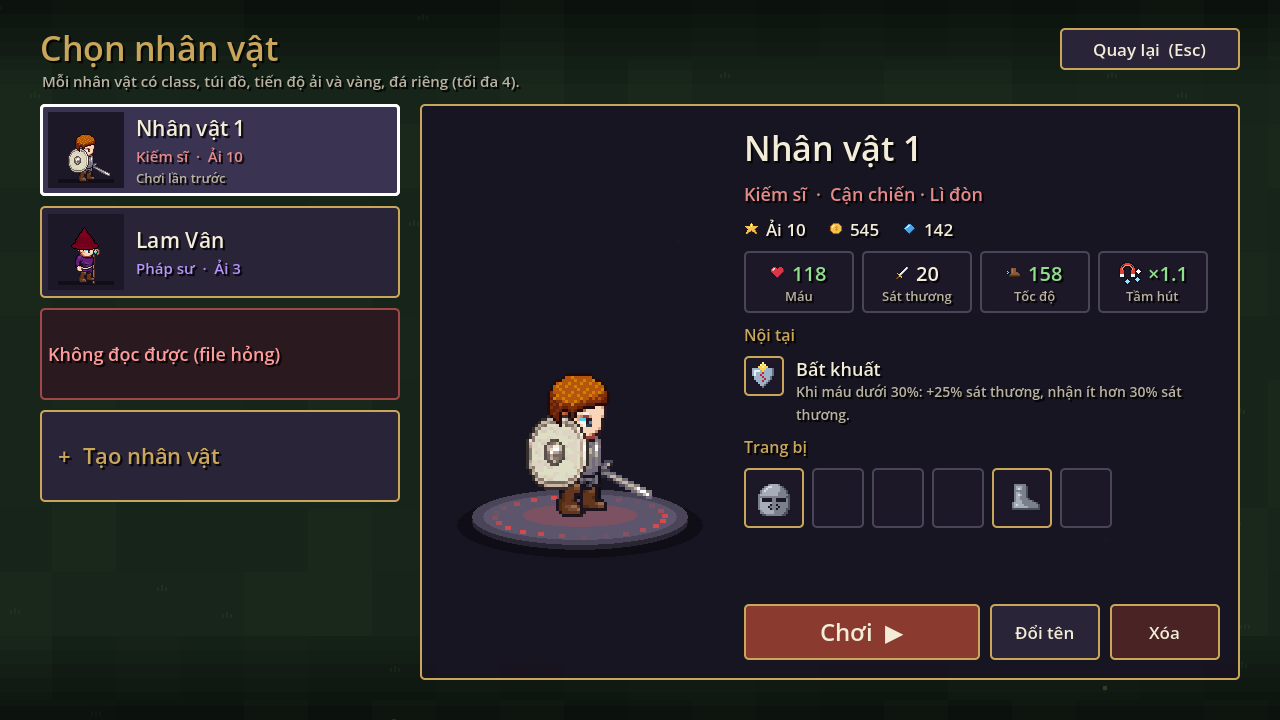 Chọn nhân vật
Mỗi nhân vật có class, túi đồ, tiến độ ải và vàng, đá riêng (tối đa 4).
Quay lại (Esc)
Nhân vật 1
Kiếm sĩ · Ải 10
Chơi lần trước
Lam Vân
Pháp sư · Ải 3
Không đọc được (file hỏng)
+ Tạo nhân vật
Nhân vật 1
Kiếm sĩ · Cận chiến · Lì đòn
Ải 10 545 142
118 20 158 ×1.1
Máu Sát thương Tốc độ Tầm hút
Nội tại
Bất khuất
Khi máu dưới 30%: +25% sát thương, nhận ít hơn 30% sát
thương.
Trang bị
Chơi ▶ Đổi tên Xóa